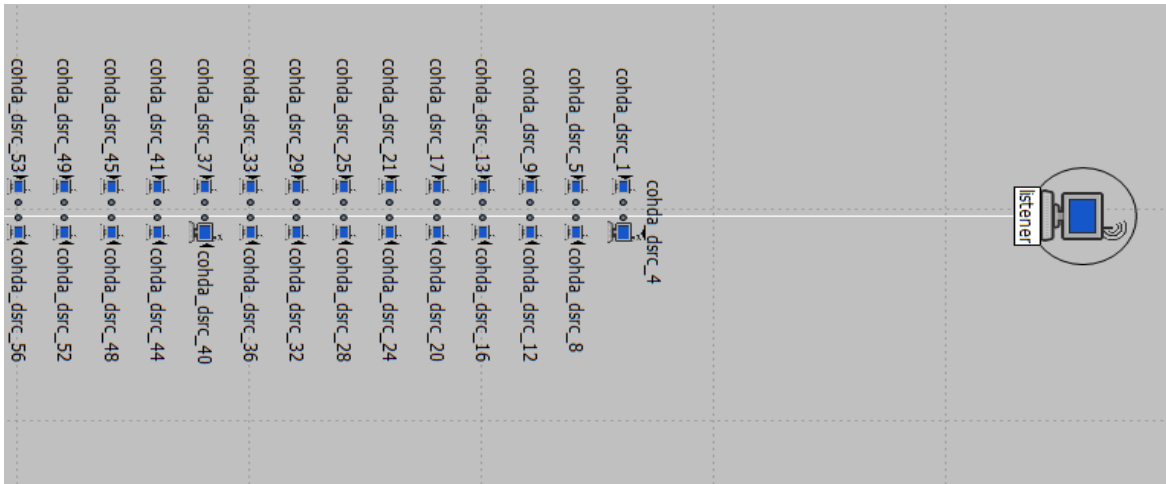 cohda_dsrc_53
cohda_dsrc_49
cohda_dsrc_45
cohda_dsrc_41
cohda_dsrc_37
cohda_dsrc_33
cohda_dsrc_29
cohda_dsrc_25
cohda_dsrc_21
cohda_dsrc_17
cohda_dsrc_13
cohda_dsrc_9
cohda_dsrc_5
cohda_dsrc_1
cohda_dsrc_4
listener
cohda_dsrc_56
cohda_dsrc_52
cohda_dsrc_48
cohda_dsrc_44
cohda_dsrc_40
cohda_dsrc_36
cohda_dsrc_32
cohda_dsrc_28
cohda_dsrc_24
cohda_dsrc_20
cohda_dsrc_16
cohda_dsrc_12
cohda_dsrc_8